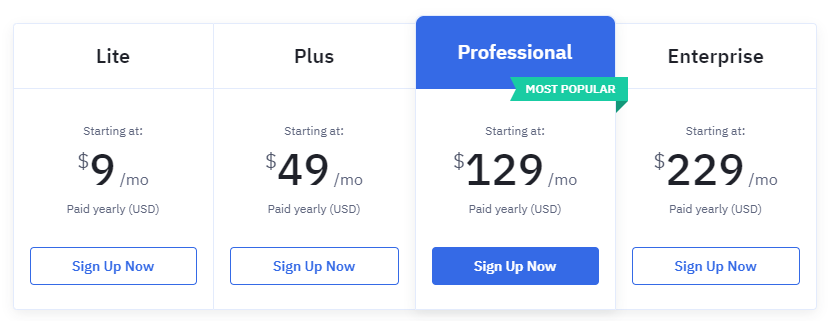 Lite
Starting at:
$9 /mo
Paid yearly (USD)
Sign Up Now
Plus
Starting at:
$49 /mo
Paid yearly (USD)
Sign Up Now
Professional
MOST POPULAR
Starting at:
$129 /mo
Paid yearly (USD)
Sign Up Now
Enterprise
Starting at:
$229 /mo
Paid yearly (USD)
Sign Up Now